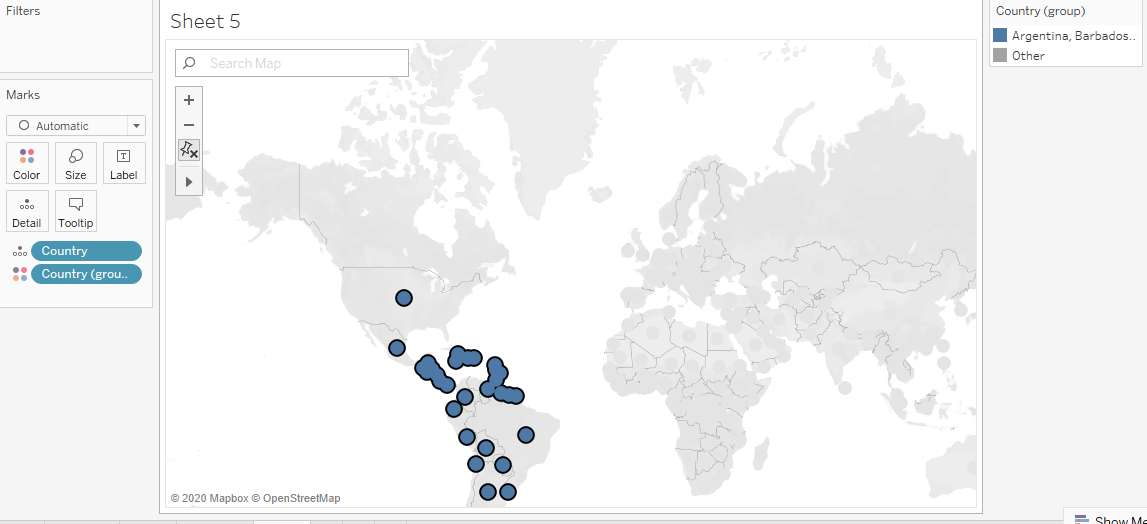 Filters
Sheet 5
Country (group)
Argentina, Barbados..
Other
Search Map
Marks
Automatic
Color
Size
Label
T
Detail
Tooltip
Country
Country (grou..
© 2020 Mapbox © OpenStreetMap
Show Me